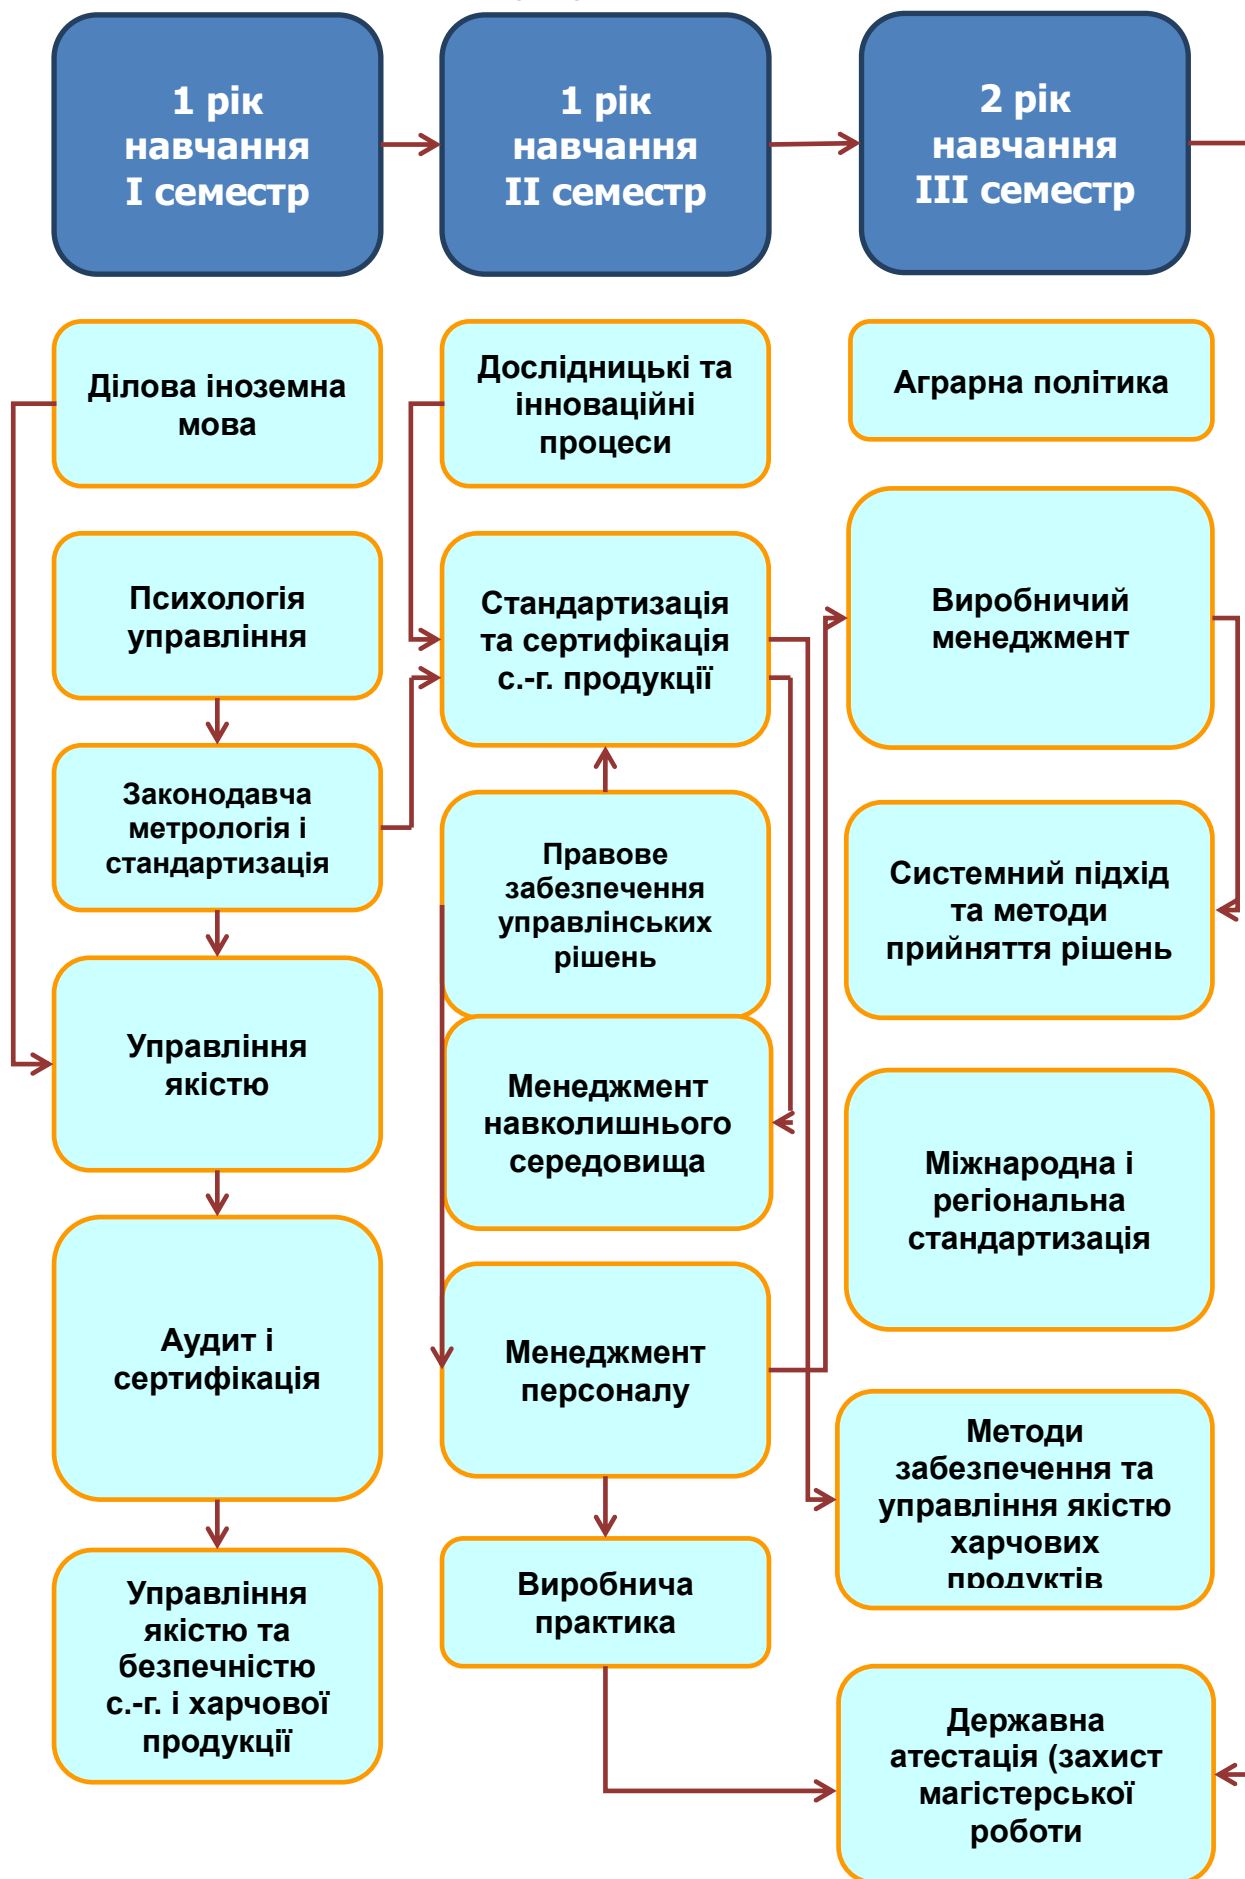 1 рік
навчання
I семестр
1 рік
навчання
II семестр
2 рік
навчання
III семестр
Ділова іноземна
мова
Психологія
управління
Законодавча
метрологія і
стандартизація
Управління
якістю
Аудит і
сертифікація
Управління
якістю та
безпечністю
с.-г. і харчової
продукції
Дослідницькі та
інноваційні
процеси
Стандартизація
та сертифікація
с.-г. продукції
Правове
забезпечення
управлінських
рішень
Менеджмент
навколишнього
середовища
Менеджмент
персоналу
Виробнича
практика
Аграрна політика
Виробничий
менеджмент
Системний підхід
та методи
прийняття рішень
Міжнародна і
регіональна
стандартизація
Методи
забезпечення та
управління якістю
харчових
продуктів
Державна
атестація (захист
магістерської
роботи